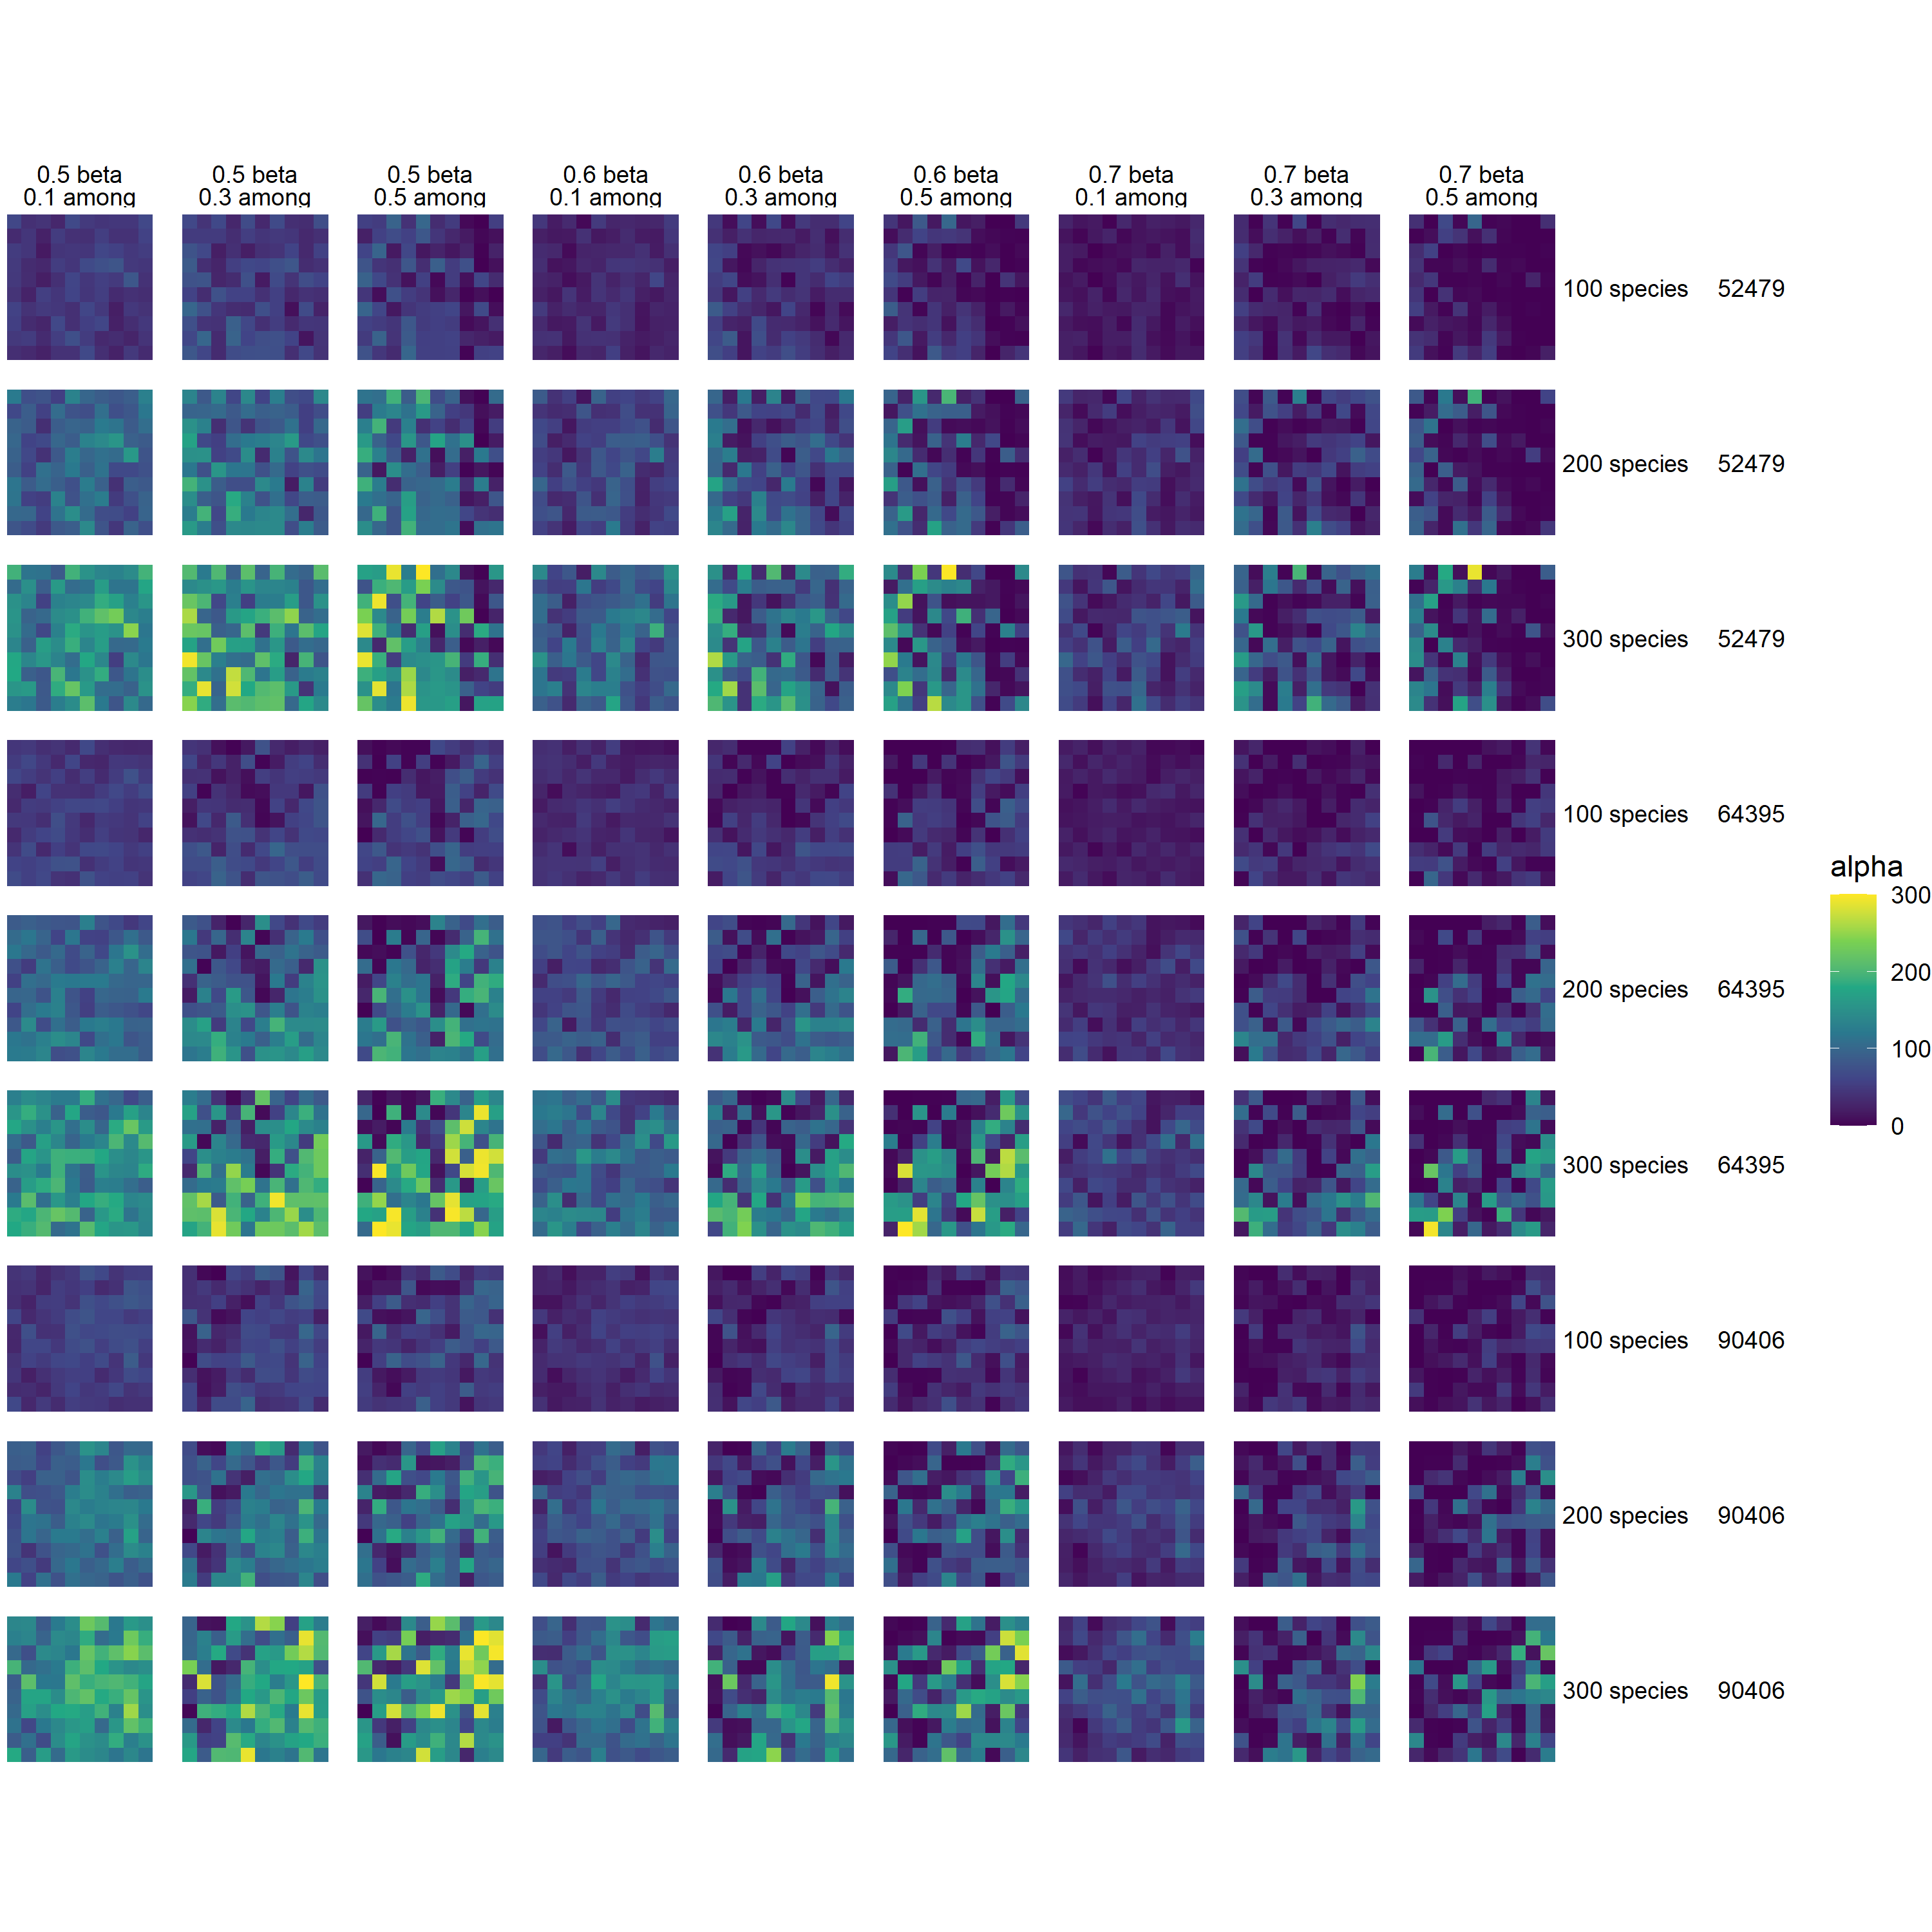 0.5 beta
0.1 among
0.5 beta
0.3 among
0.5 beta
0.5 among
0.6 beta
0.1 among
0.6 beta
0.3 among
0.6 beta
0.5 among
0.7 beta
0.1 among
0.7 beta
0.3 among
0.7 beta
0.5 among
100 species 52479
200 species 52479
300 species 52479
100 species 64395
200 species 64395
300 species 64395
100 species 90406
200 species 90406
300 species 90406
alpha
300
200
100
0